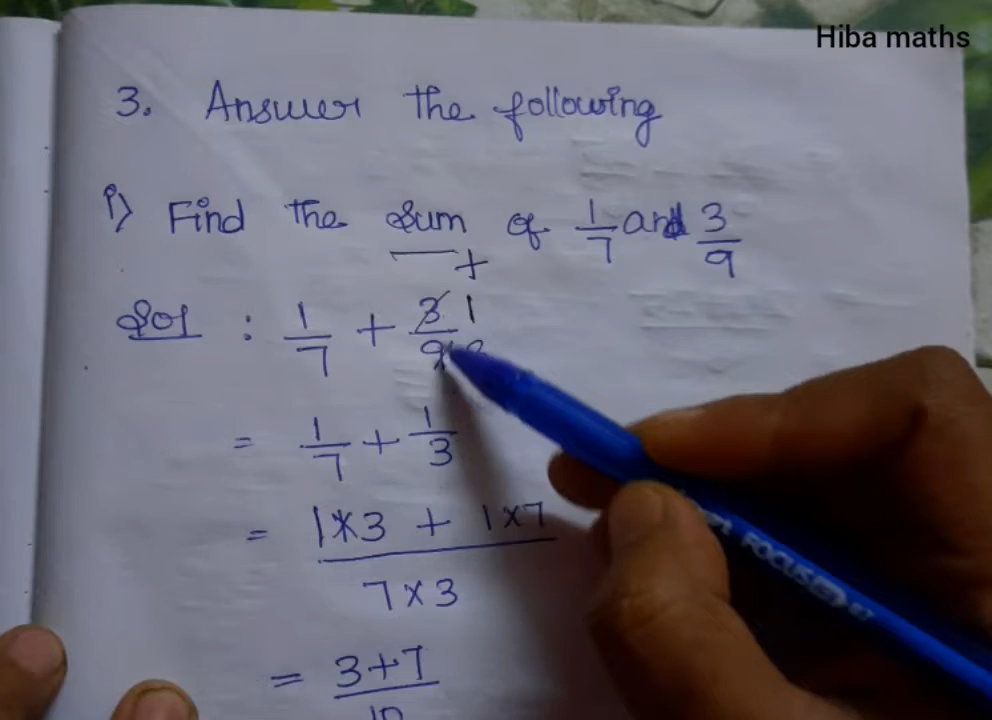 Hiba maths
3. Answer the following
i) Find the sum of 1/7 and 3/9
+
Sol : 1/7 + 3/9 1
= 1/7 + 1/3
= 1×3 + 1×7 / 7×3
= 3+7 /